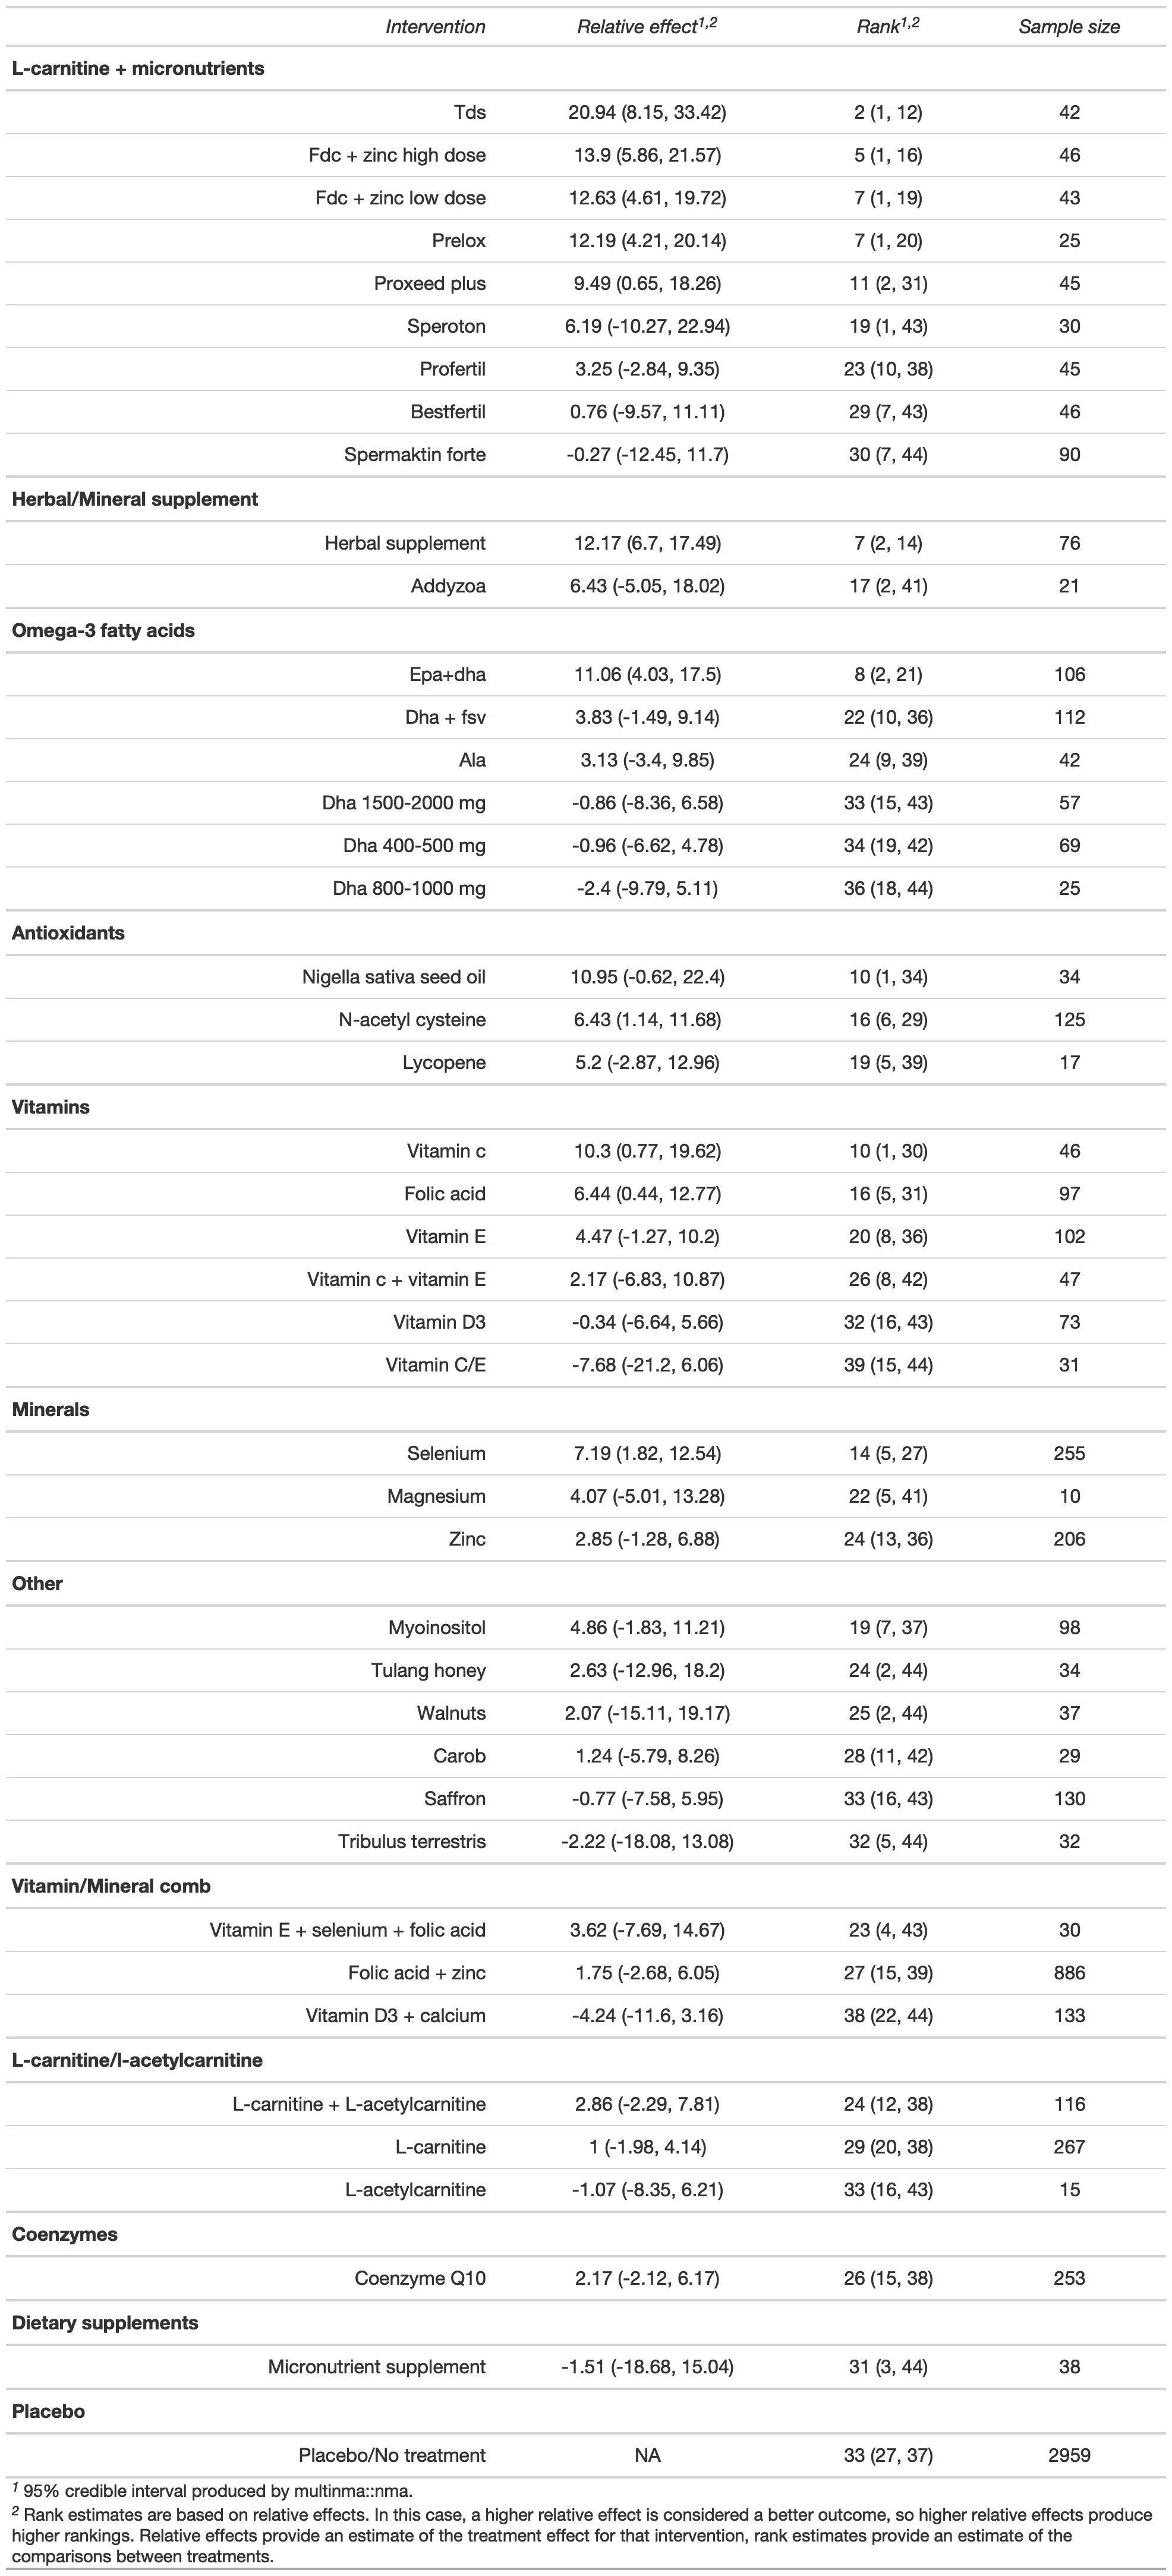 Intervention Relative effect1,2 Rank1,2 Sample size
L-carnitine + micronutrients
Tds 20.94 (8.15, 33.42) 2 (1, 12) 42
Fdc + zinc high dose 13.9 (5.86, 21.57) 5 (1, 16) 46
Fdc + zinc low dose 12.63 (4.61, 19.72) 7 (1, 19) 43
Prelox 12.19 (4.21, 20.14) 7 (1, 20) 25
Proxeed plus 9.49 (0.65, 18.26) 11 (2, 31) 45
Speroton 6.19 (-10.27, 22.94) 19 (1, 43) 30
Profertil 3.25 (-2.84, 9.35) 23 (10, 38) 45
Bestfertil 0.76 (-9.57, 11.11) 29 (7, 43) 46
Spermaktin forte -0.27 (-12.45, 11.7) 30 (7, 44) 90
Herbal/Mineral supplement
Herbal supplement 12.17 (6.7, 17.49) 7 (2, 14) 76
Addyzoa 6.43 (-5.05, 18.02) 17 (2, 41) 21
Omega-3 fatty acids
Epa+dha 11.06 (4.03, 17.5) 8 (2, 21) 106
Dha + fsv 3.83 (-1.49, 9.14) 22 (10, 36) 112
Ala 3.13 (-3.4, 9.85) 24 (9, 39) 42
Dha 1500-2000 mg -0.86 (-8.36, 6.58) 33 (15, 43) 57
Dha 400-500 mg -0.96 (-6.62, 4.78) 34 (19, 42) 69
Dha 800-1000 mg -2.4 (-9.79, 5.11) 36 (18, 44) 25
Antioxidants
Nigella sativa seed oil 10.95 (-0.62, 22.4) 10 (1, 34) 34
N-acetyl cysteine 6.43 (1.14, 11.68) 16 (6, 29) 125
Lycopene 5.2 (-2.87, 12.96) 19 (5, 39) 17
Vitamins
Vitamin c 10.3 (0.77, 19.62) 10 (1, 30) 46
Folic acid 6.44 (0.44, 12.77) 16 (5, 31) 97
Vitamin E 4.47 (-1.27, 10.2) 20 (8, 36) 102
Vitamin c + vitamin E 2.17 (-6.83, 10.87) 26 (8, 42) 47
Vitamin D3 -0.34 (-6.64, 5.66) 32 (16, 43) 73
Vitamin C/E -7.68 (-21.2, 6.06) 39 (15, 44) 31
Minerals
Selenium 7.19 (1.82, 12.54) 14 (5, 27) 255
Magnesium 4.07 (-5.01, 13.28) 22 (5, 41) 10
Zinc 2.85 (-1.28, 6.88) 24 (13, 36) 206
Other
Myoinositol 4.86 (-1.83, 11.21) 19 (7, 37) 98
Tulang honey 2.63 (-12.96, 18.2) 24 (2, 44) 34
Walnuts 2.07 (-15.11, 19.17) 25 (2, 44) 37
Carob 1.24 (-5.79, 8.26) 28 (11, 42) 29
Saffron -0.77 (-7.58, 5.95) 33 (16, 43) 130
Tribulus terrestris -2.22 (-18.08, 13.08) 32 (5, 44) 32
Vitamin/Mineral comb
Vitamin E + selenium + folic acid 3.62 (-7.69, 14.67) 23 (4, 43) 30
Folic acid + zinc 1.75 (-2.68, 6.05) 27 (15, 39) 886
Vitamin D3 + calcium -4.24 (-11.6, 3.16) 38 (22, 44) 133
L-carnitine/l-acetylcarnitine
L-carnitine + L-acetylcarnitine 2.86 (-2.29, 7.81) 24 (12, 38) 116
L-carnitine 1 (-1.98, 4.14) 29 (20, 38) 267
L-acetylcarnitine -1.07 (-8.35, 6.21) 33 (16, 43) 15
Coenzymes
Coenzyme Q10 2.17 (-2.12, 6.17) 26 (15, 38) 253
Dietary supplements
Micronutrient supplement -1.51 (-18.68, 15.04) 31 (3, 44) 38
Placebo
Placebo/No treatment NA 33 (27, 37) 2959
1 95% credible interval produced by multinma::nma.
2 Rank estimates are based on relative effects. In this case, a higher relative effect is considered a better outcome, so higher relative effects produce
higher rankings. Relative effects provide an estimate of the treatment effect for that intervention, rank estimates provide an estimate of the
comparisons between treatments.